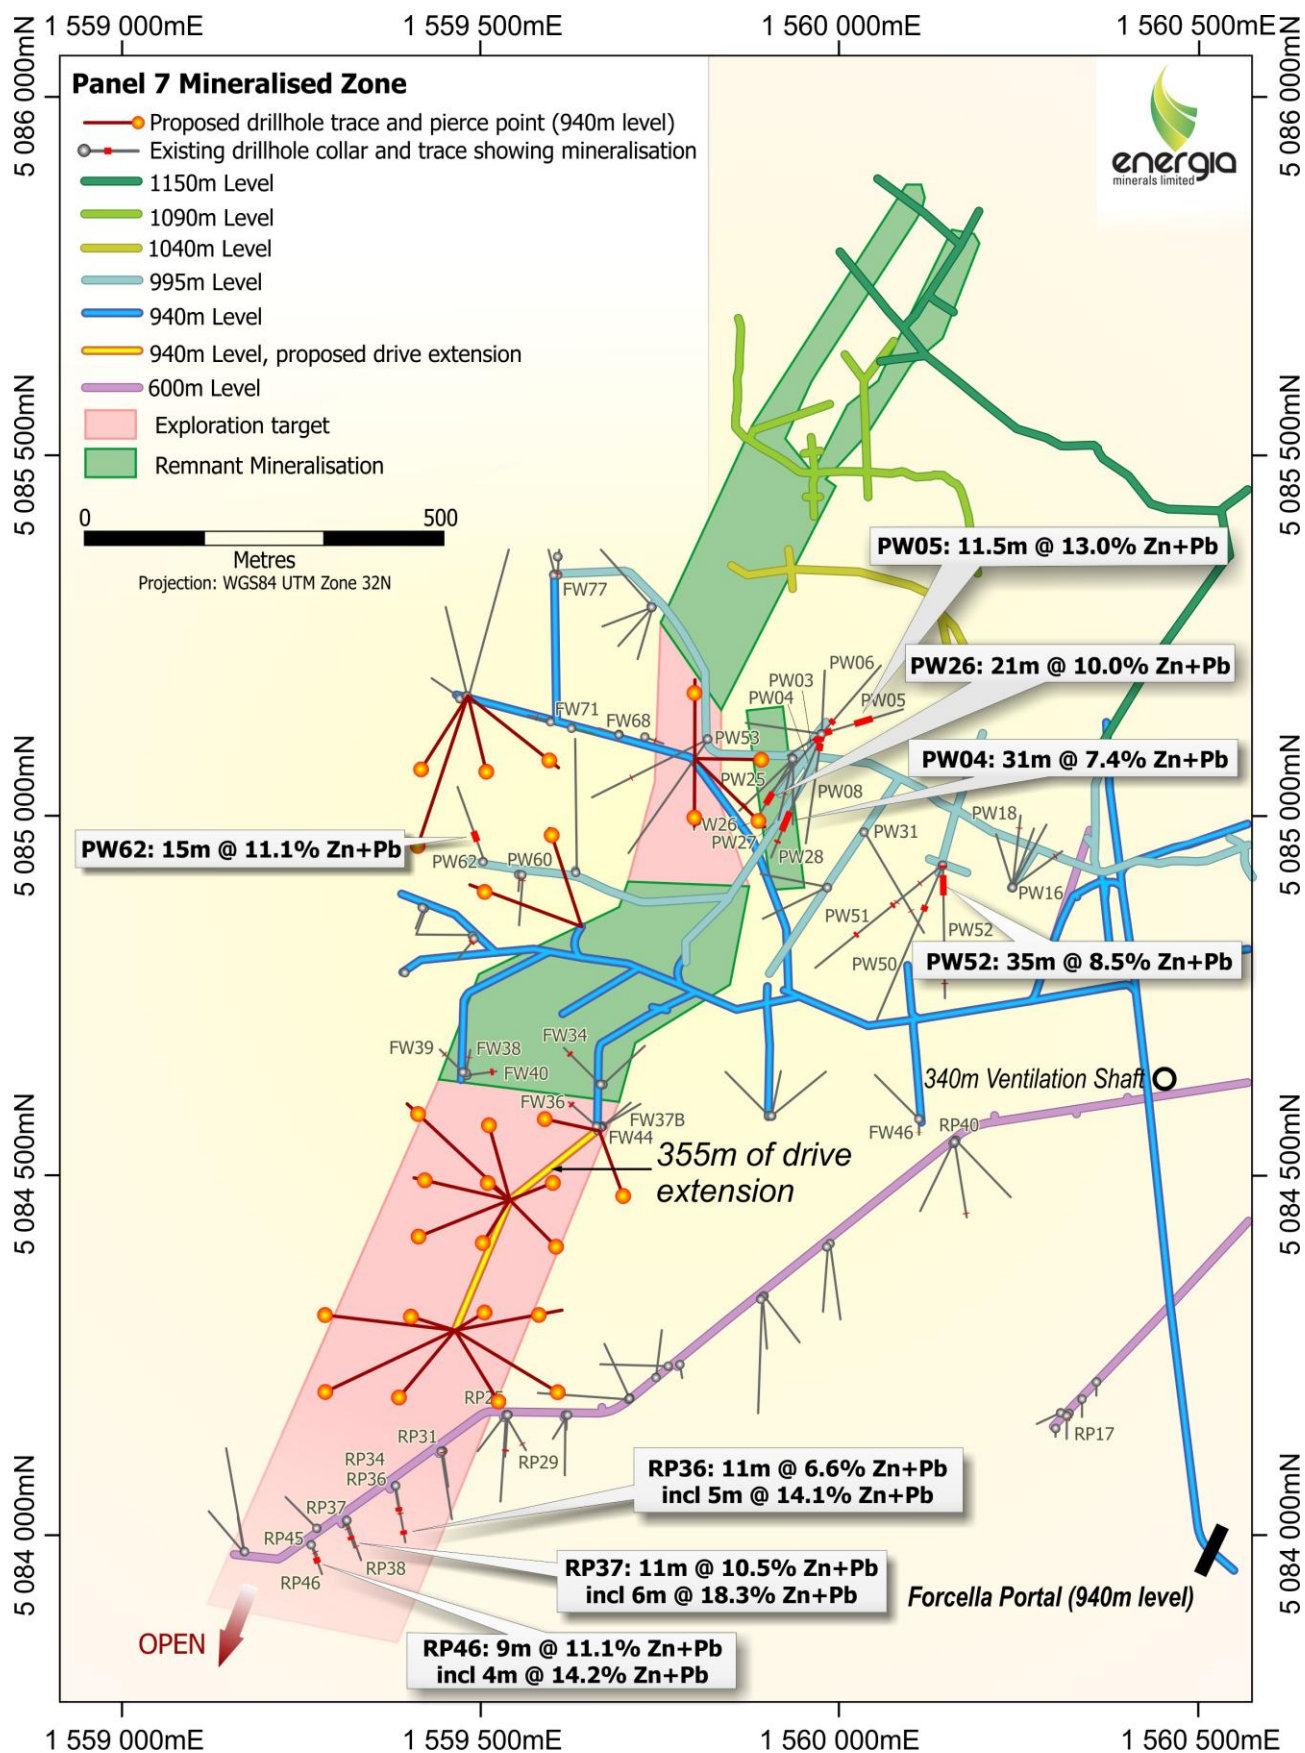 1 559 000mE
1 559 500mE
1 560 000mE
1 560 500mE
5 086 000mN
5 086 000mN
Panel 7 Mineralised Zone
Proposed drillhole trace and pierce point (940m level)
Existing drillhole collar and trace showing mineralisation
1150m Level
1090m Level
1040m Level
995m Level
940m Level
940m Level, proposed drive extension
600m Level
Exploration target
Remnant Mineralisation
0
500
Metres
Projection: WGS84 UTM Zone 32N
energia
minerals limited
5 085 500mN
5 085 500mN
PW05: 11.5m @ 13.0% Zn+Pb
FW77
PW06
PW03
PW04
PW05
PW26: 21m @ 10.0% Zn+Pb
FW71
FW68
PW53
PW25
PW08
PW04: 31m @ 7.4% Zn+Pb
5 085 000mN
5 085 000mN
PW26
PW27
PW28
PW31
PW18
PW62: 15m @ 11.1% Zn+Pb
PW62
PW60
PW16
PW51
PW52
PW50
PW52: 35m @ 8.5% Zn+Pb
FW39
FW38
FW40
FW34
340m Ventilation Shaft
FW36
FW37B
FW44
FW46
RP40
355m of drive
extension
5 084 500mN
5 084 500mN
RP25
RP31
RP29
RP17
RP34
RP36
RP36: 11m @ 6.6% Zn+Pb
incl 5m @ 14.1% Zn+Pb
RP37
RP45
RP38
RP46
RP37: 11m @ 10.5% Zn+Pb
incl 6m @ 18.3% Zn+Pb
Forcella Portal (940m level)
5 084 000mN
5 084 000mN
OPEN
RP46: 9m @ 11.1% Zn+Pb
incl 4m @ 14.2% Zn+Pb
1 559 000mE
1 559 500mE
1 560 000mE
1 560 500mE